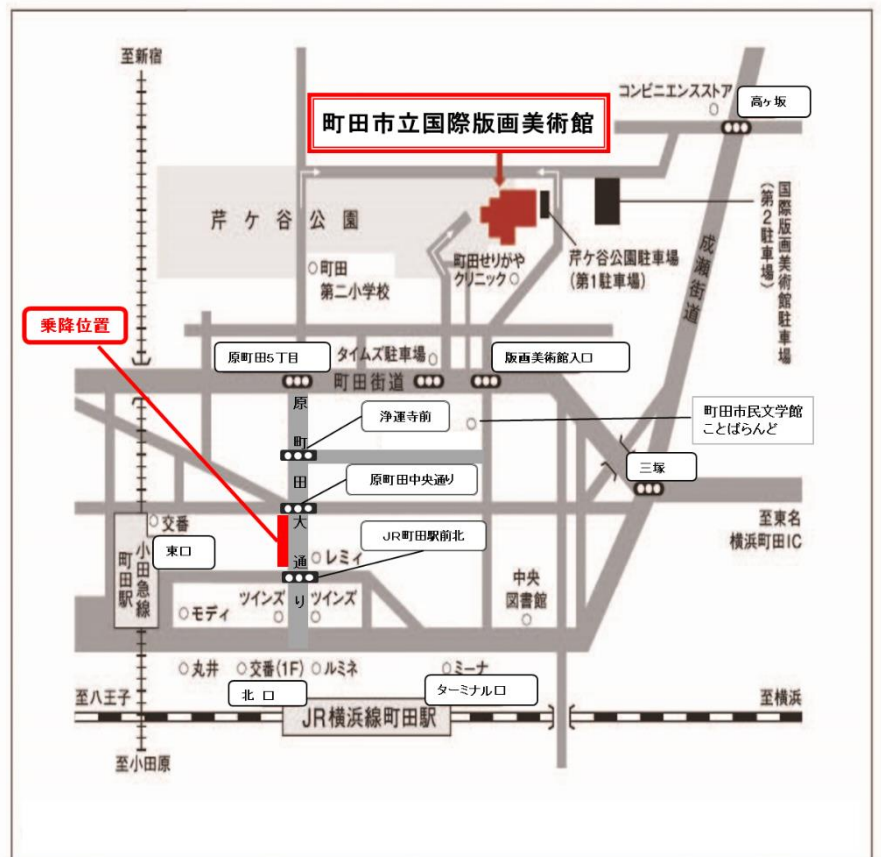 至新宿
コンビニエンスストア
高ヶ坂
町田市立国際版画美術館
芹ケ谷公園
町田
第二小学校
町田せりがや
クリニック
芹ケ谷公園駐車場
(第1駐車場)
国際版画美術館駐車場
(第2駐車場)
成瀬街道
乗降位置
原町田5丁目
タイムズ駐車場
版画美術館入口
町田街道
原町田大通り
浄運寺前
町田市民文学館
ことばらんど
三塚
原町田中央通り
至東名
横浜町田IC
交番
東口
小田急線
町田駅
JR町田駅前北
レミィ
中央
図書館
モディ
ツインズ
ツインズ
丸井
交番(1F)
ルミネ
ミーナ
北口
ターミナル口
至八王子
至横浜
JR横浜線町田駅
至小田原